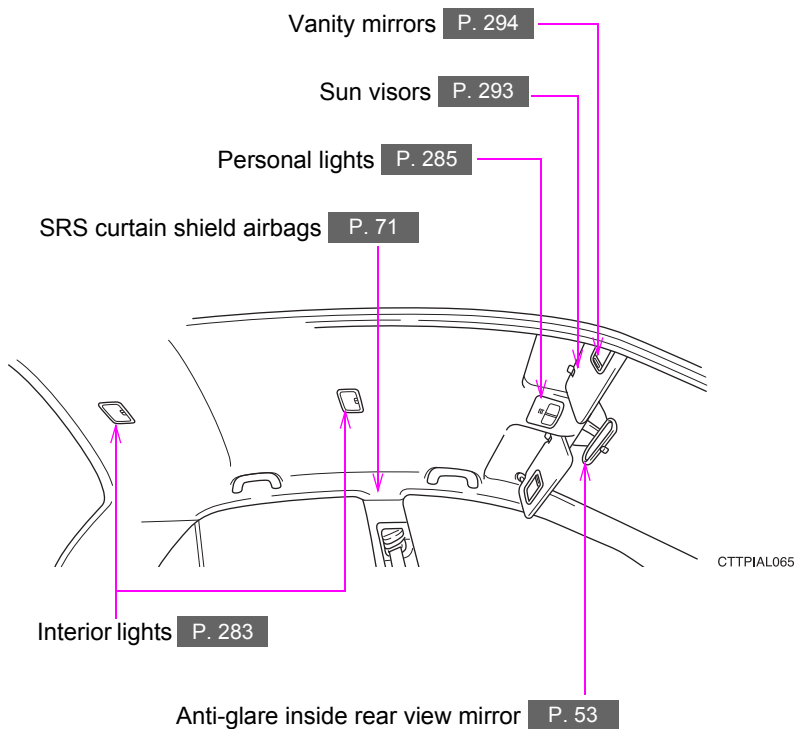 Vanity mirrors P. 294
Sun visors P. 293
Personal lights P. 285
SRS curtain shield airbags P. 71
CTTPIAL065
Interior lights P. 283
Anti-glare inside rear view mirror P. 53